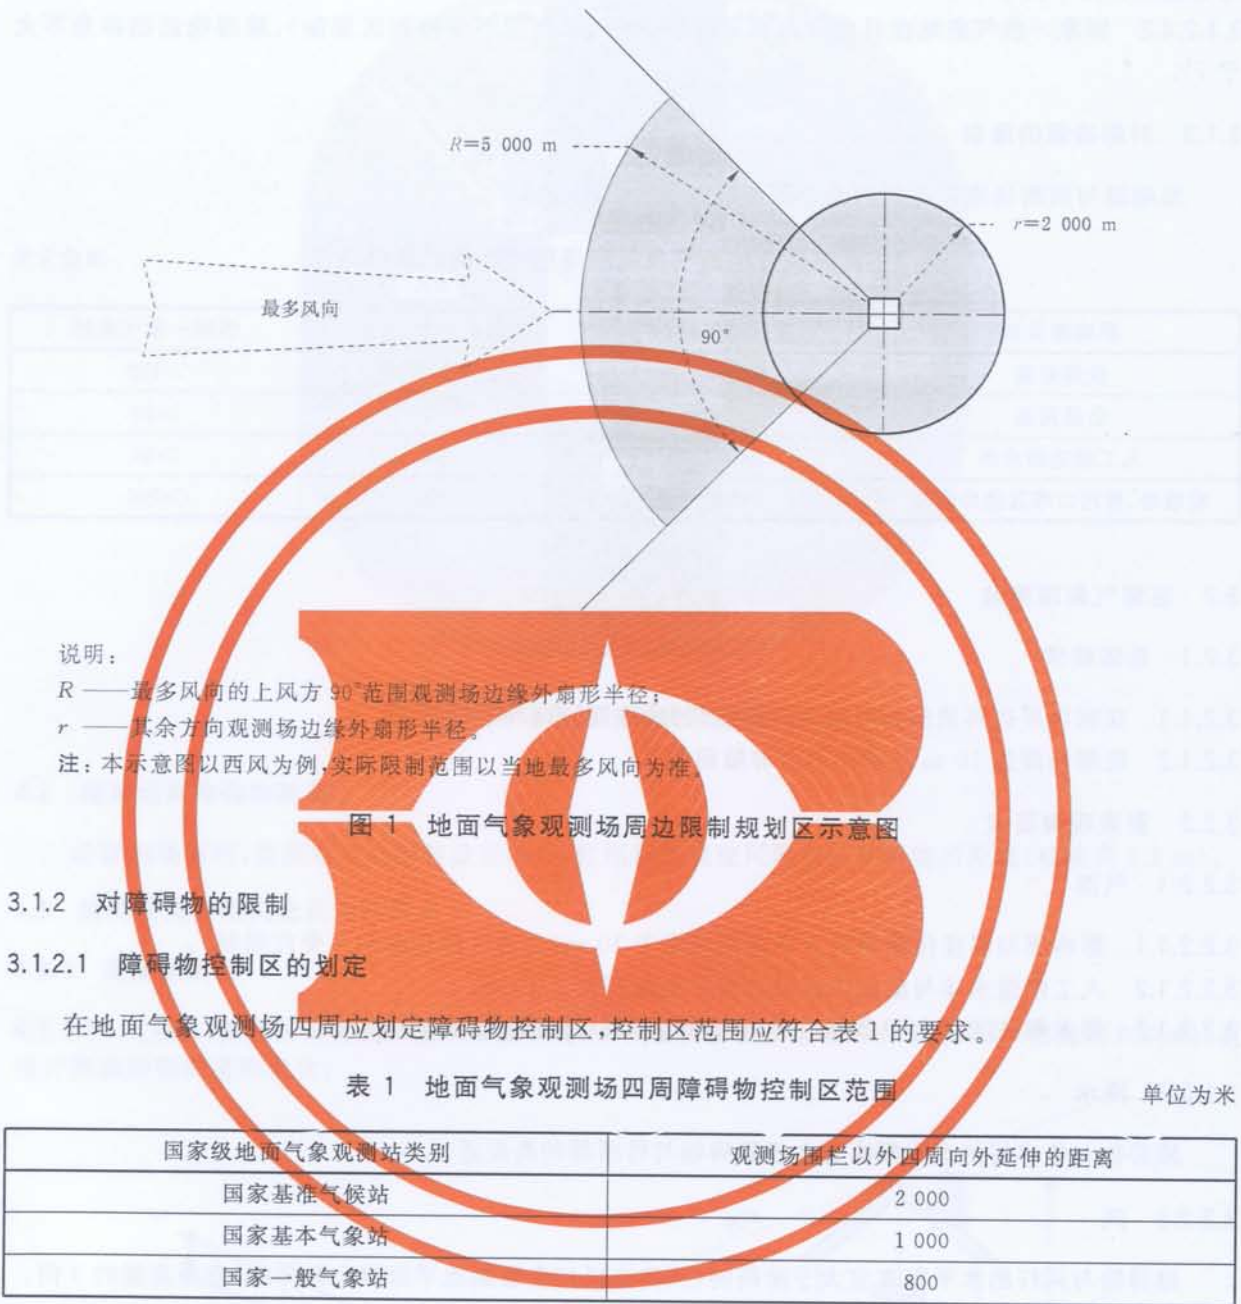 R=5 000 m
r=2 000 m
最多风向
90°
说明：
R ——最多风向的上风方 90°范围观测场边缘外扇形半径；
r ——其余方向观测场边缘外扇形半径。
注：本示意图以西风为例，实际限制范围以当地最多风向为准。
图 1 地面气象观测场周边限制规划区示意图
3.1.2 对障碍物的限制
3.1.2.1 障碍物控制区的划定
在地面气象观测场四周应划定障碍物控制区，控制区范围应符合表 1 的要求。
表 1 地面气象观测场四周障碍物控制区范围
单位为米
国家级地面气象观测站类别 观测场围栏以外四周向外延伸的距离
国家基准气候站 2 000
国家基本气象站 1 000
国家一般气象站 800